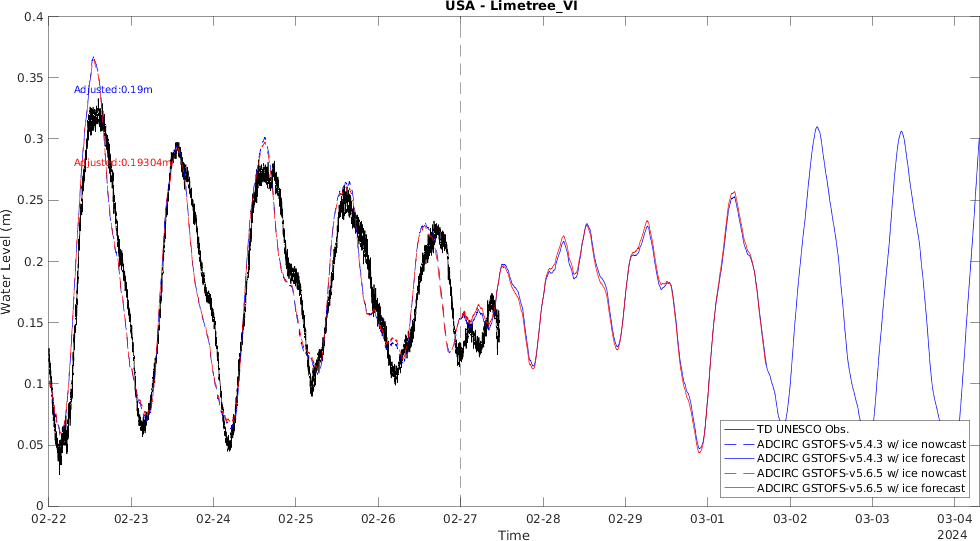 USA - Limetree_VI
0.4
0.35
0.3
0.25
0.2
0.15
0.1
0.05
0
Water Level (m)
Adjusted:0.19m
Adjusted:0.19304m
TD UNESCO Obs.
ADCIRC GSTOFS-v5.4.3 w/ ice nowcast
ADCIRC GSTOFS-v5.4.3 w/ ice forecast
ADCIRC GSTOFS-v5.6.5 w/ ice nowcast
ADCIRC GSTOFS-v5.6.5 w/ ice forecast
02-22 02-23 02-24 02-25 02-26 02-27 02-28 02-29 03-01 03-02 03-03 03-04
Time
2024